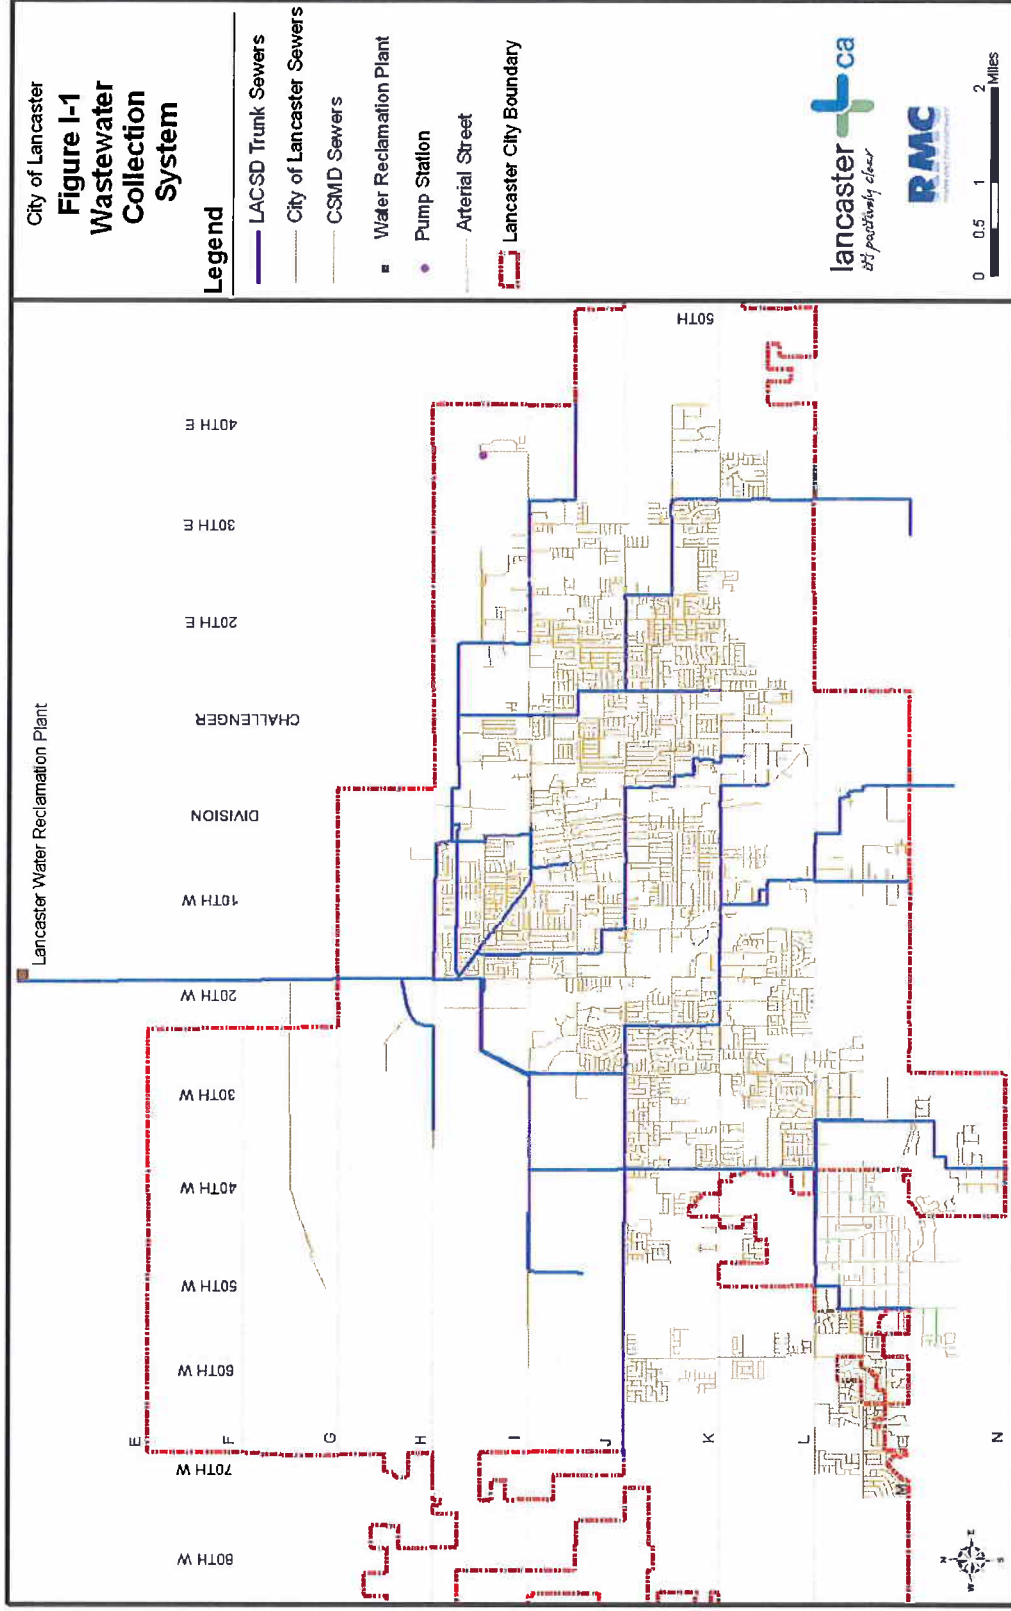 City of Lancaster
Figure I-1
Wastewater
Collection
System
Legend
LACSD Trunk Sewers
City of Lancaster Sewers
CSMD Sewers
Water Reclamation Plant
Pump Station
Arterial Street
Lancaster City Boundary
lancaster ca
it's positively clear
RMC
0 0.5 1 2
Miles
Lancaster Water Reclamation Plant
80TH W
70TH W
60TH W
50TH W
40TH W
30TH W
20TH W
10TH W
DIVISION
CHALLENGER
20TH E
30TH E
40TH E
50TH
E
F
G
H
I
J
K
L
M
N
N
E
S
W